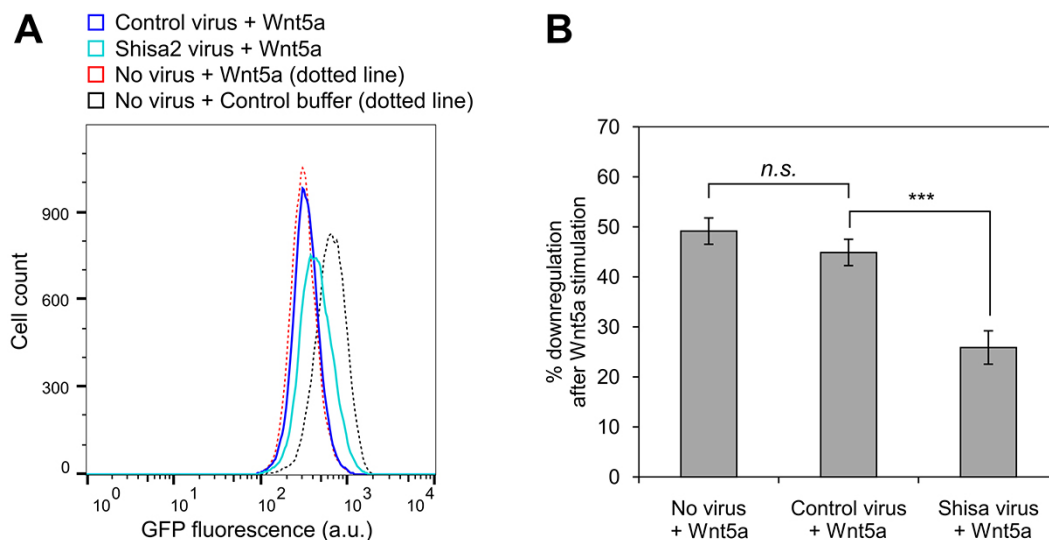 A
Control virus + Wnt5a
Shisa2 virus + Wnt5a
No virus + Wnt5a (dotted line)
No virus + Control buffer (dotted line)
Cell count
900
600
300
0
10^0 10^1 10^2 10^3 10^4
GFP fluorescence (a.u.)
B
% downregulation
after Wnt5a stimulation
70
60
50
40
30
20
10
0
n.s.
***
No virus
+ Wnt5a
Control virus
+ Wnt5a
Shisa virus
+ Wnt5a